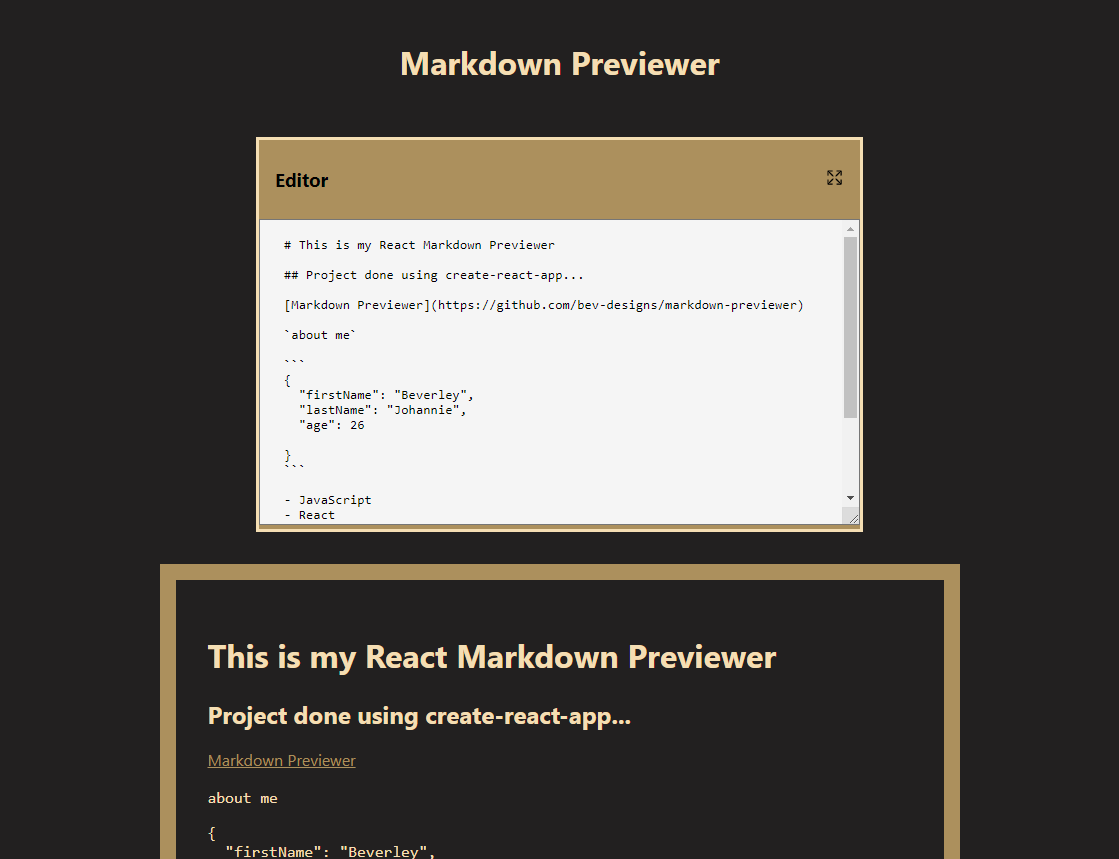 Markdown Previewer
Editor
# This is my React Markdown Previewer
## Project done using create-react-app...
[Markdown Previewer](https://github.com/bev-designs/markdown-previewer)
`about me`
```
{
  "firstName": "Beverley",
  "lastName": "Johannie",
  "age": 26
}
```
- JavaScript
- React
This is my React Markdown Previewer
Project done using create-react-app...
Markdown Previewer
about me
{
  "firstName": "Beverley",